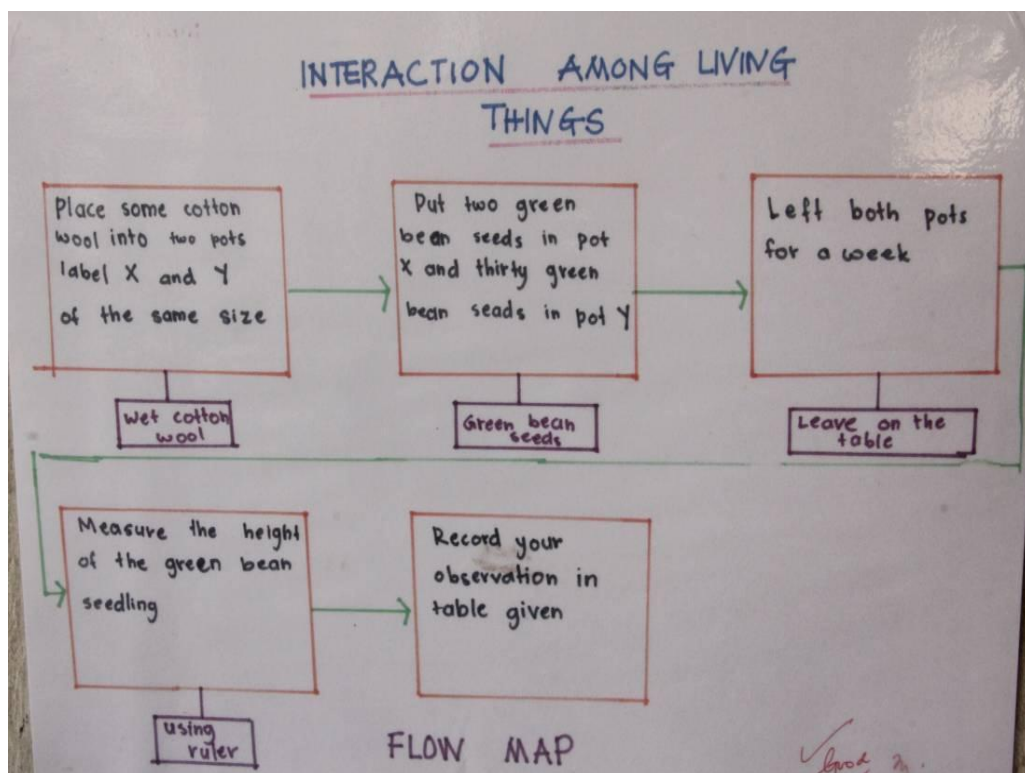 INTERACTION AMONG LIVING
THINGS
Place some cotton
wool into two pots
label X and Y
of the same size
Wet cotton
wool
Put two green
bean seeds in pot
X and thirty green
bean seads in pot Y
Green bean
seeds
Left both pots
for a week
Leave on the
table
Measure the height
of the green bean
seedling
using
ruler
Record your
observation in
table given
FLOW MAP
Good